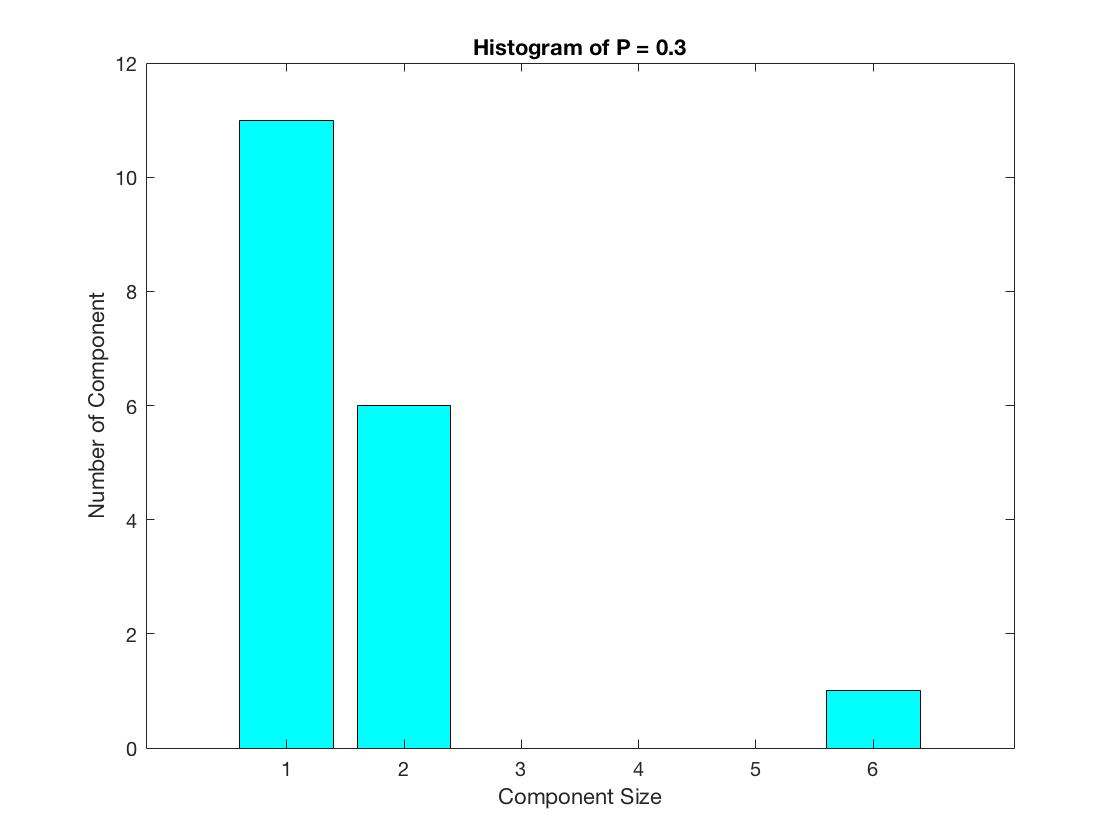 Histogram of P = 0.3
12
10
8
6
4
2
0
Number of Component
1 2 3 4 5 6
Component Size